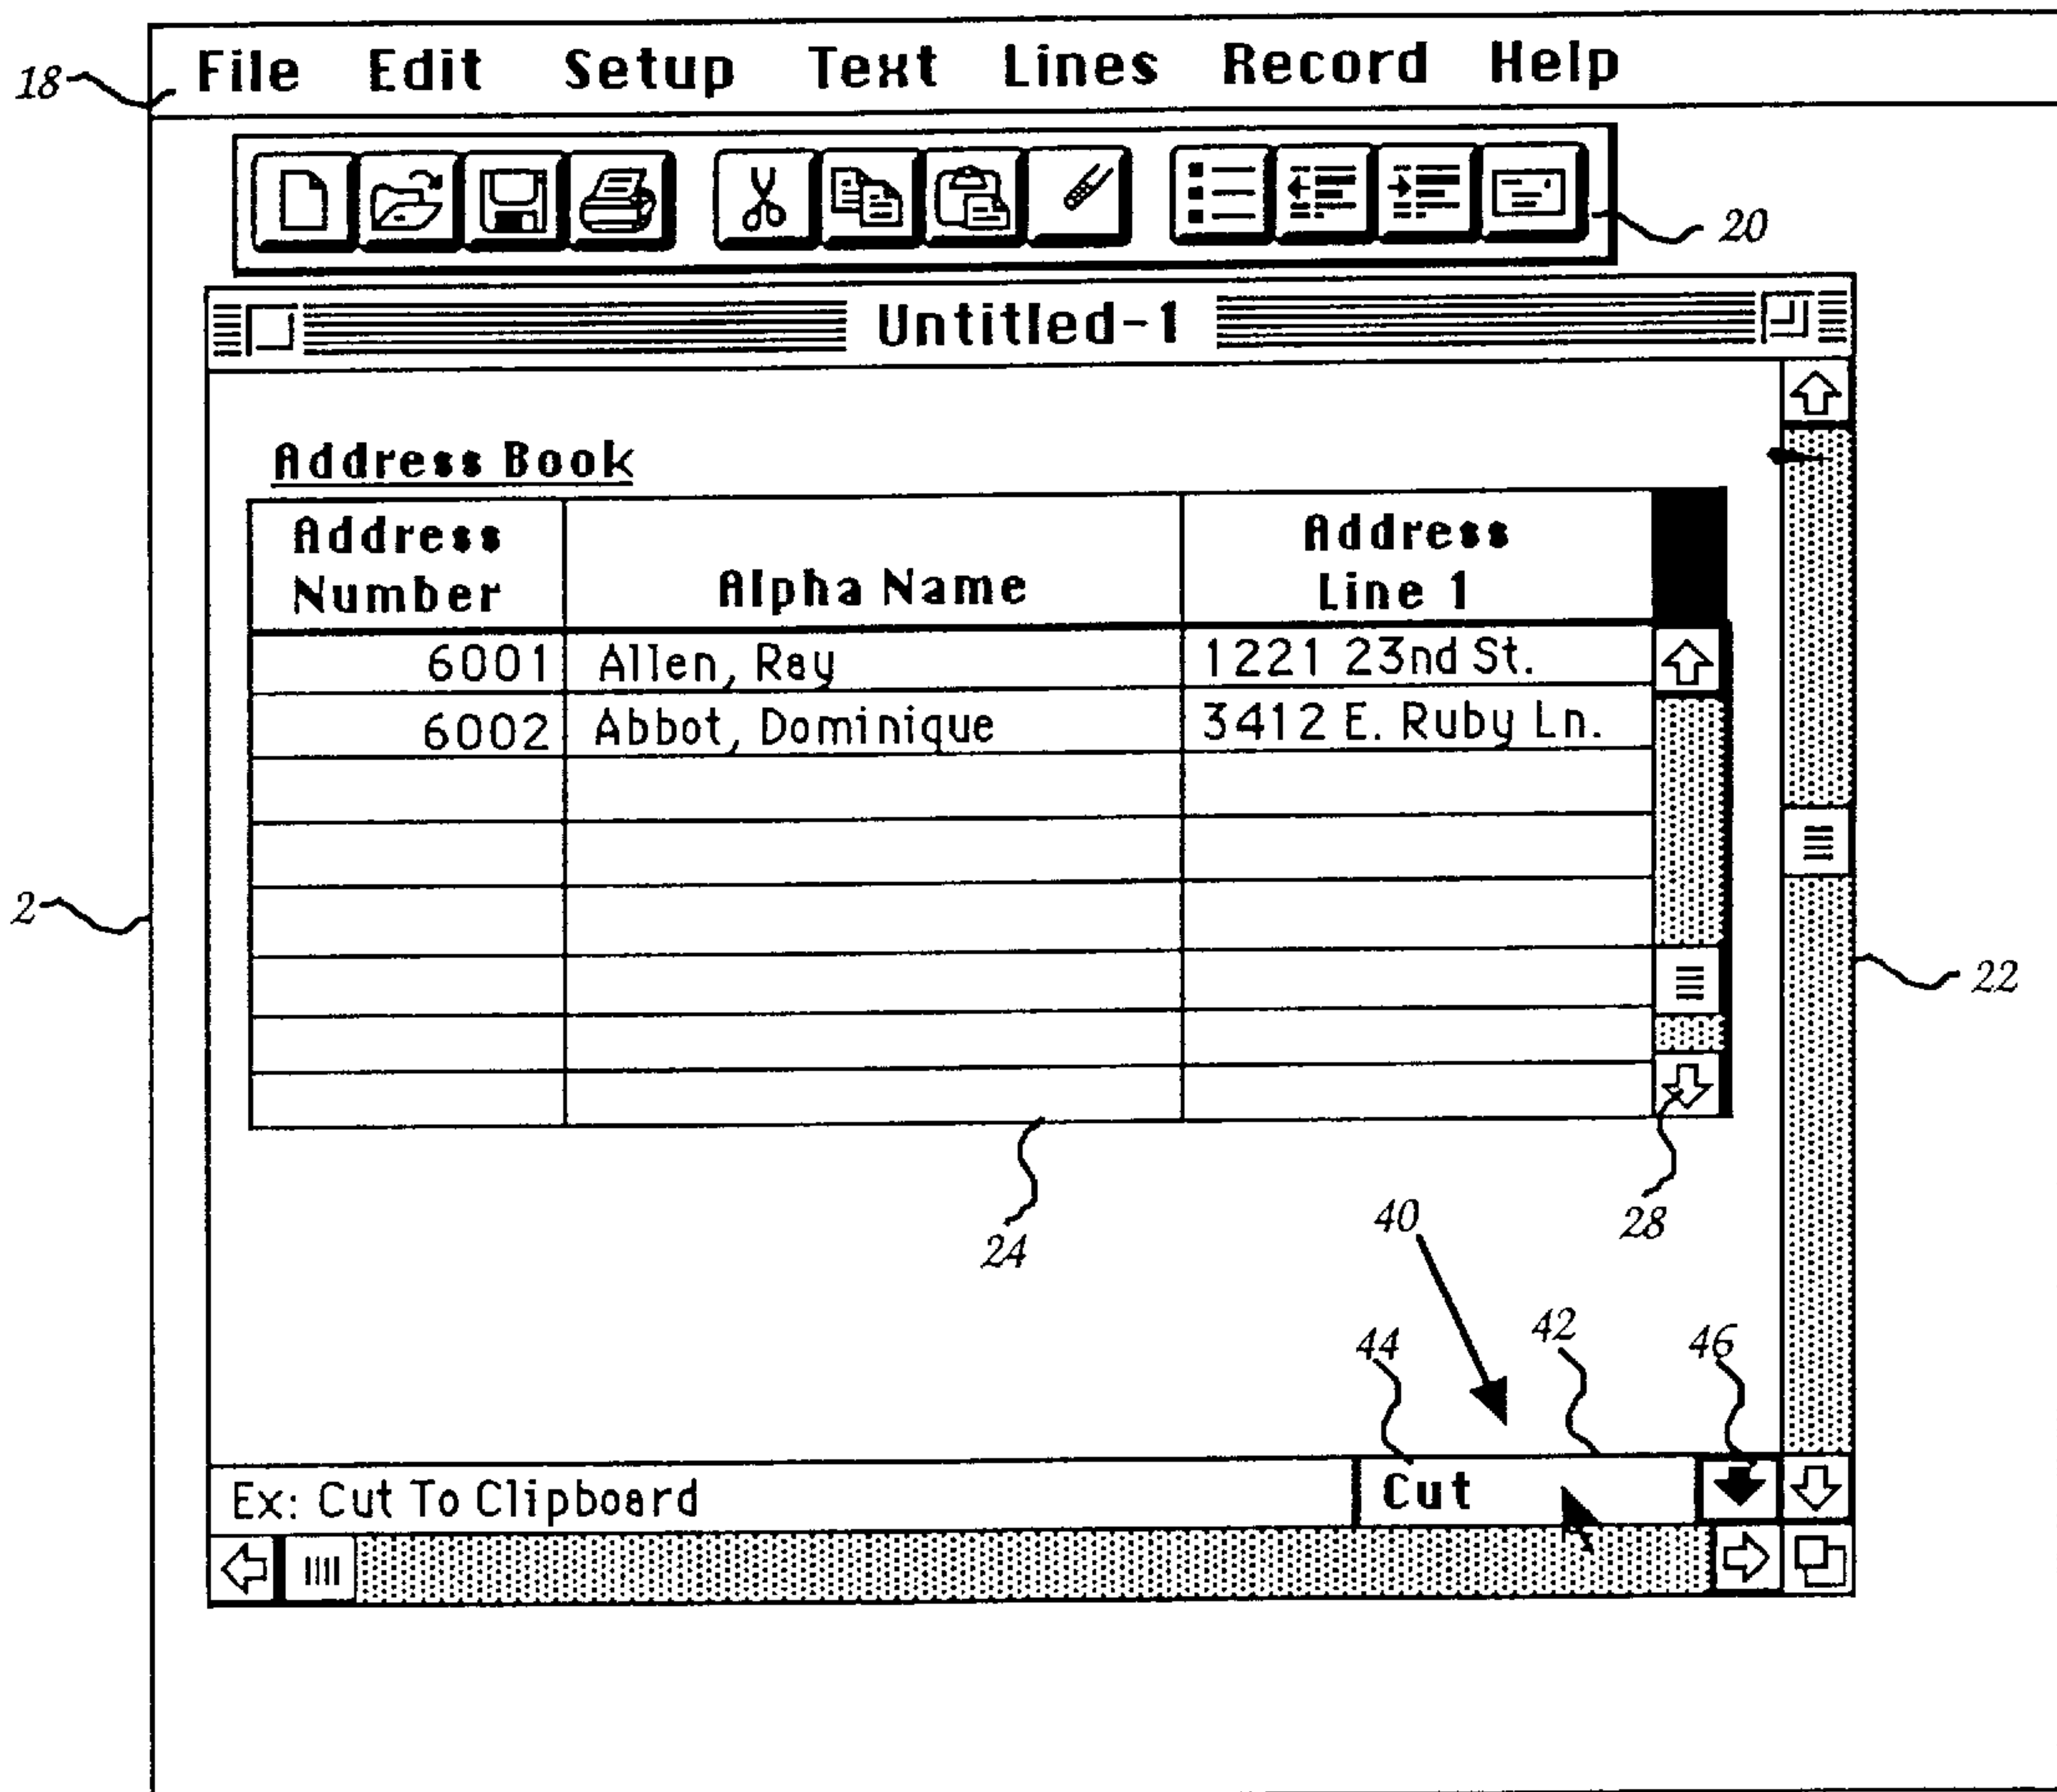 18
File Edit Setup Text Lines Record Help
20
Untitled-1
Address Book
Address Number
Alpha Name
Address Line 1
6001 Allen, Ray 1221 23nd St.
6002 Abbot, Dominique 3412 E. Ruby Ln.
2
22
24
28
40
44
42
46
Ex: Cut To Clipboard
Cut